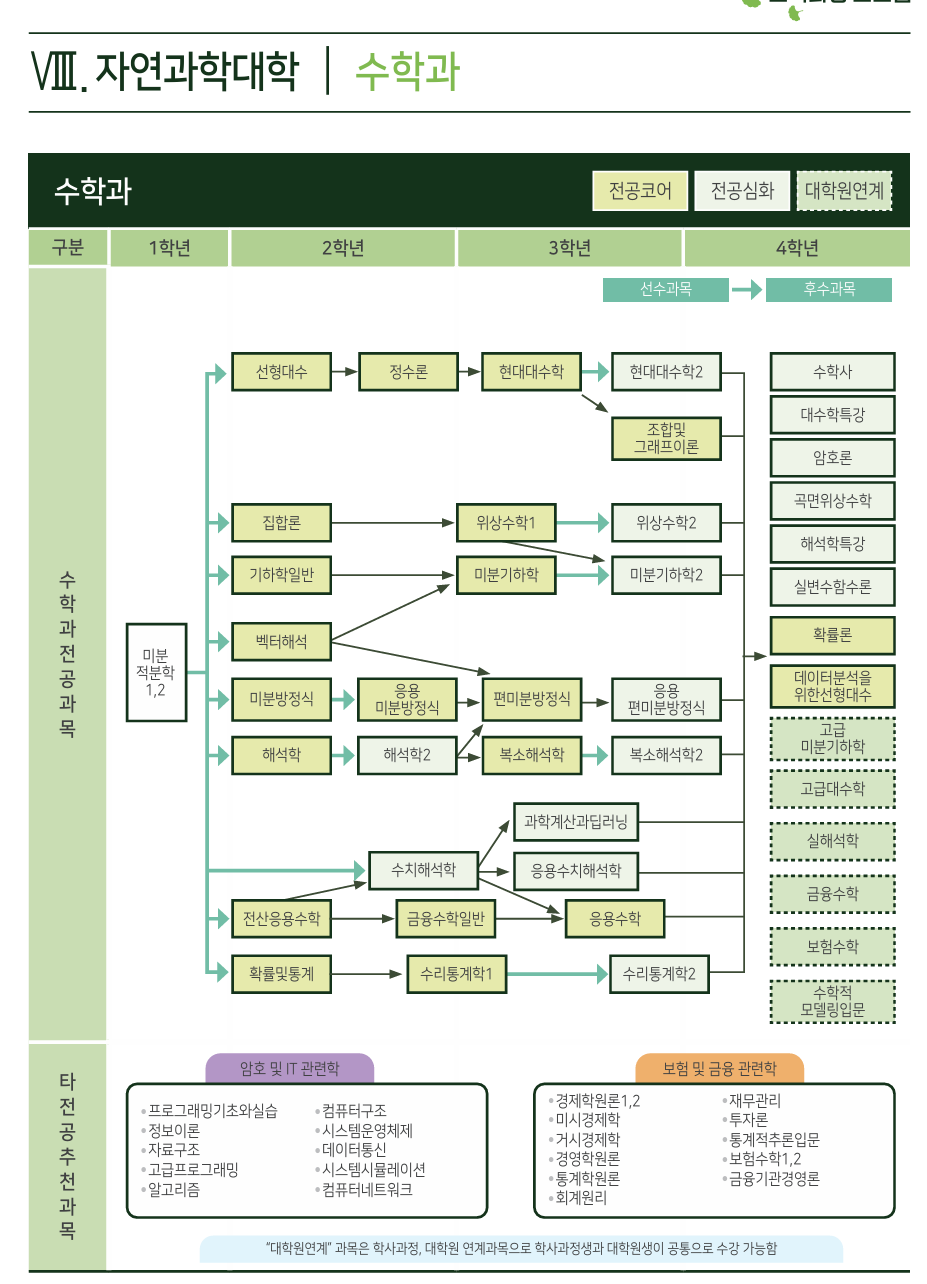 Ⅷ. 자연과학대학 | 수학과
수학과
전공코어 전공심화 대학원연계
구분 1학년 2학년 3학년 4학년
선수과목 후수과목
수학과전공과목
미분
적분학
1,2
선형대수 정수론 현대대수학 현대대수학2
조합및
그래프이론
집합론 위상수학1 위상수학2
기하학일반 미분기하학 미분기하학2
벡터해석
미분방정식
응용
미분방정식
편미분방정식
응용
편미분방정식
해석학 해석학2 복소해석학 복소해석학2
과학계산과딥러닝
수치해석학 응용수치해석학
전산응용수학 금융수학일반 응용수학
확률및통계 수리통계학1 수리통계학2
수학사
대수학특강
암호론
곡면위상수학
해석학특강
실변수함수론
확률론
데이터분석을
위한선형대수
고급
미분기하학
고급대수학
실해석학
금융수학
보험수학
수학적
모델링입문
타전공추천과목
암호 및 IT 관련학
•프로그래밍기초와실습
•정보이론
•자료구조
•고급프로그래밍
•알고리즘
•컴퓨터구조
•시스템운영체제
•데이터통신
•시스템시뮬레이션
•컴퓨터네트워크
보험 및 금융 관련학
•경제학원론1,2
•미시경제학
•거시경제학
•경영학원론
•통계학원론
•회계원리
•재무관리
•투자론
•통계적추론입문
•보험수학1,2
•금융기관경영론
"대학원연계" 과목은 학사과정, 대학원 연계과목으로 학사과정생과 대학원생이 공통으로 수강 가능함